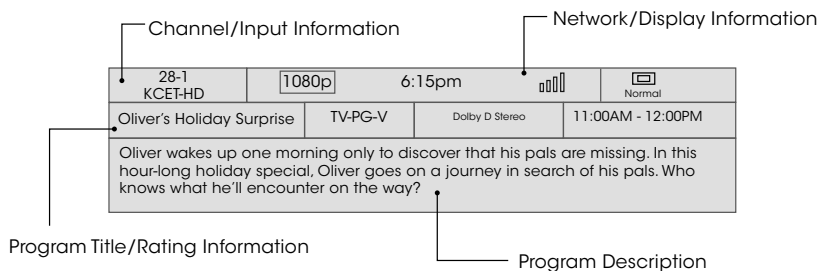 Channel/Input Information
Network/Display Information
28-1
KCET-HD
1080p
6:15pm
Normal
Oliver's Holiday Surprise
TV-PG-V
Dolby D Stereo
11:00AM - 12:00PM
Oliver wakes up one morning only to discover that his pals are missing. In this
hour-long holiday special, Oliver goes on a journey in search of his pals. Who
knows what he'll encounter on the way?
Program Title/Rating Information
Program Description